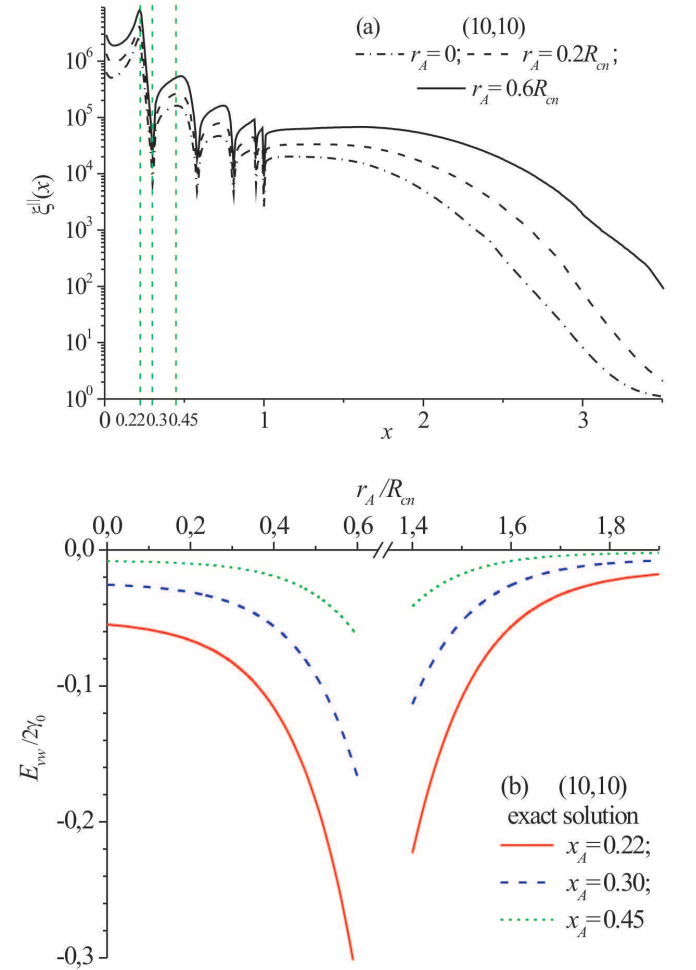 (a) (10,10)
r_A=0; r_A=0.2R_cn;
r_A=0.6R_cn
ξ^||(x)
10^6
10^5
10^4
10^3
10^2
10^1
10^0
0 0.22 0.3 0.45 1 2 3
x
r_A/R_cn
0,0 0,2 0,4 0,6 1,4 1,6 1,8
0,0
-0,1
-0,2
-0,3
E_vw/2γ_0
(b) (10,10)
exact solution
x_A=0.22;
x_A=0.30;
x_A=0.45